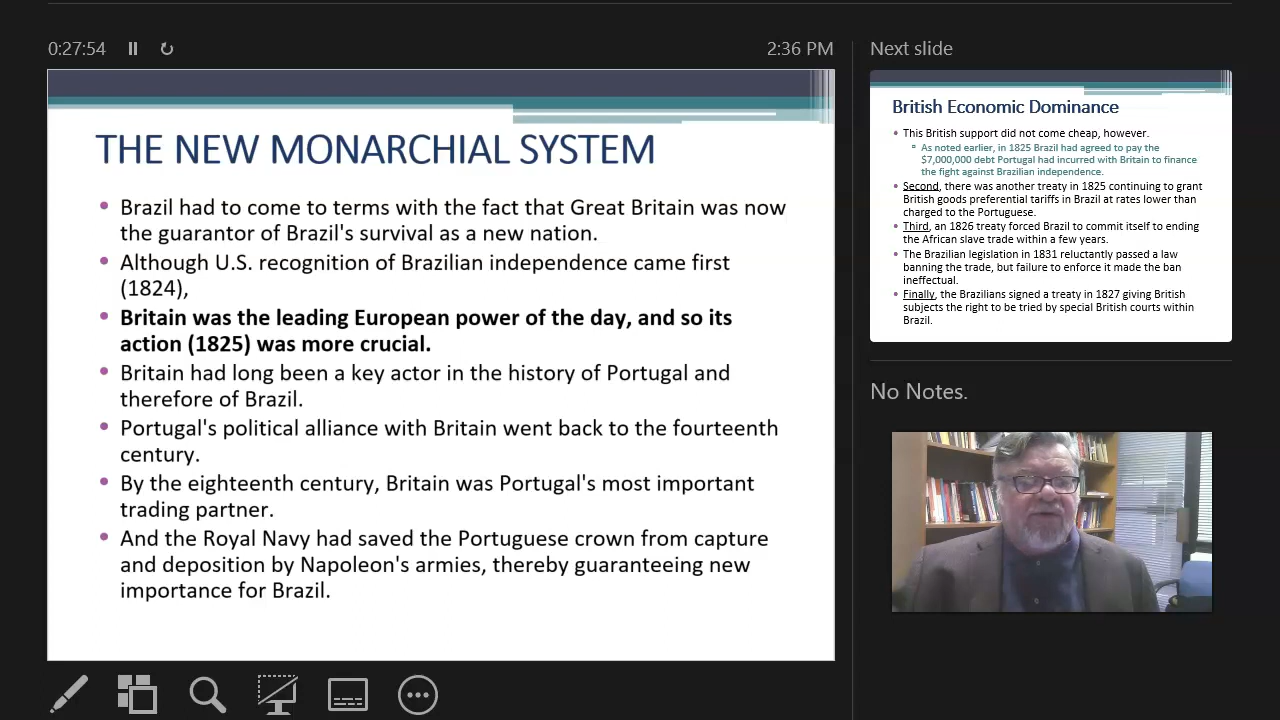 0:27:54
2:36 PM
Next slide
THE NEW MONARCHIAL SYSTEM
• Brazil had to come to terms with the fact that Great Britain was now
the guarantor of Brazil's survival as a new nation.
• Although U.S. recognition of Brazilian independence came first
(1824),
• Britain was the leading European power of the day, and so its
action (1825) was more crucial.
• Britain had long been a key actor in the history of Portugal and
therefore of Brazil.
• Portugal's political alliance with Britain went back to the fourteenth
century.
• By the eighteenth century, Britain was Portugal's most important
trading partner.
• And the Royal Navy had saved the Portuguese crown from capture
and deposition by Napoleon's armies, thereby guaranteeing new
importance for Brazil.
British Economic Dominance
• This British support did not come cheap, however.
▫ As noted earlier, in 1825 Brazil had agreed to pay the
$7,000,000 debt Portugal had incurred with Britain to finance
the fight against Brazilian independence.
• Second, there was another treaty in 1825 continuing to grant
British goods preferential tariffs in Brazil at rates lower than
charged to the Portuguese.
• Third, an 1826 treaty forced Brazil to commit itself to ending
the African slave trade within a few years.
• The Brazilian legislation in 1831 reluctantly passed a law
banning the trade, but failure to enforce it made the ban
ineffectual.
• Finally, the Brazilians signed a treaty in 1827 giving British
subjects the right to be tried by special British courts within
Brazil.
No Notes.